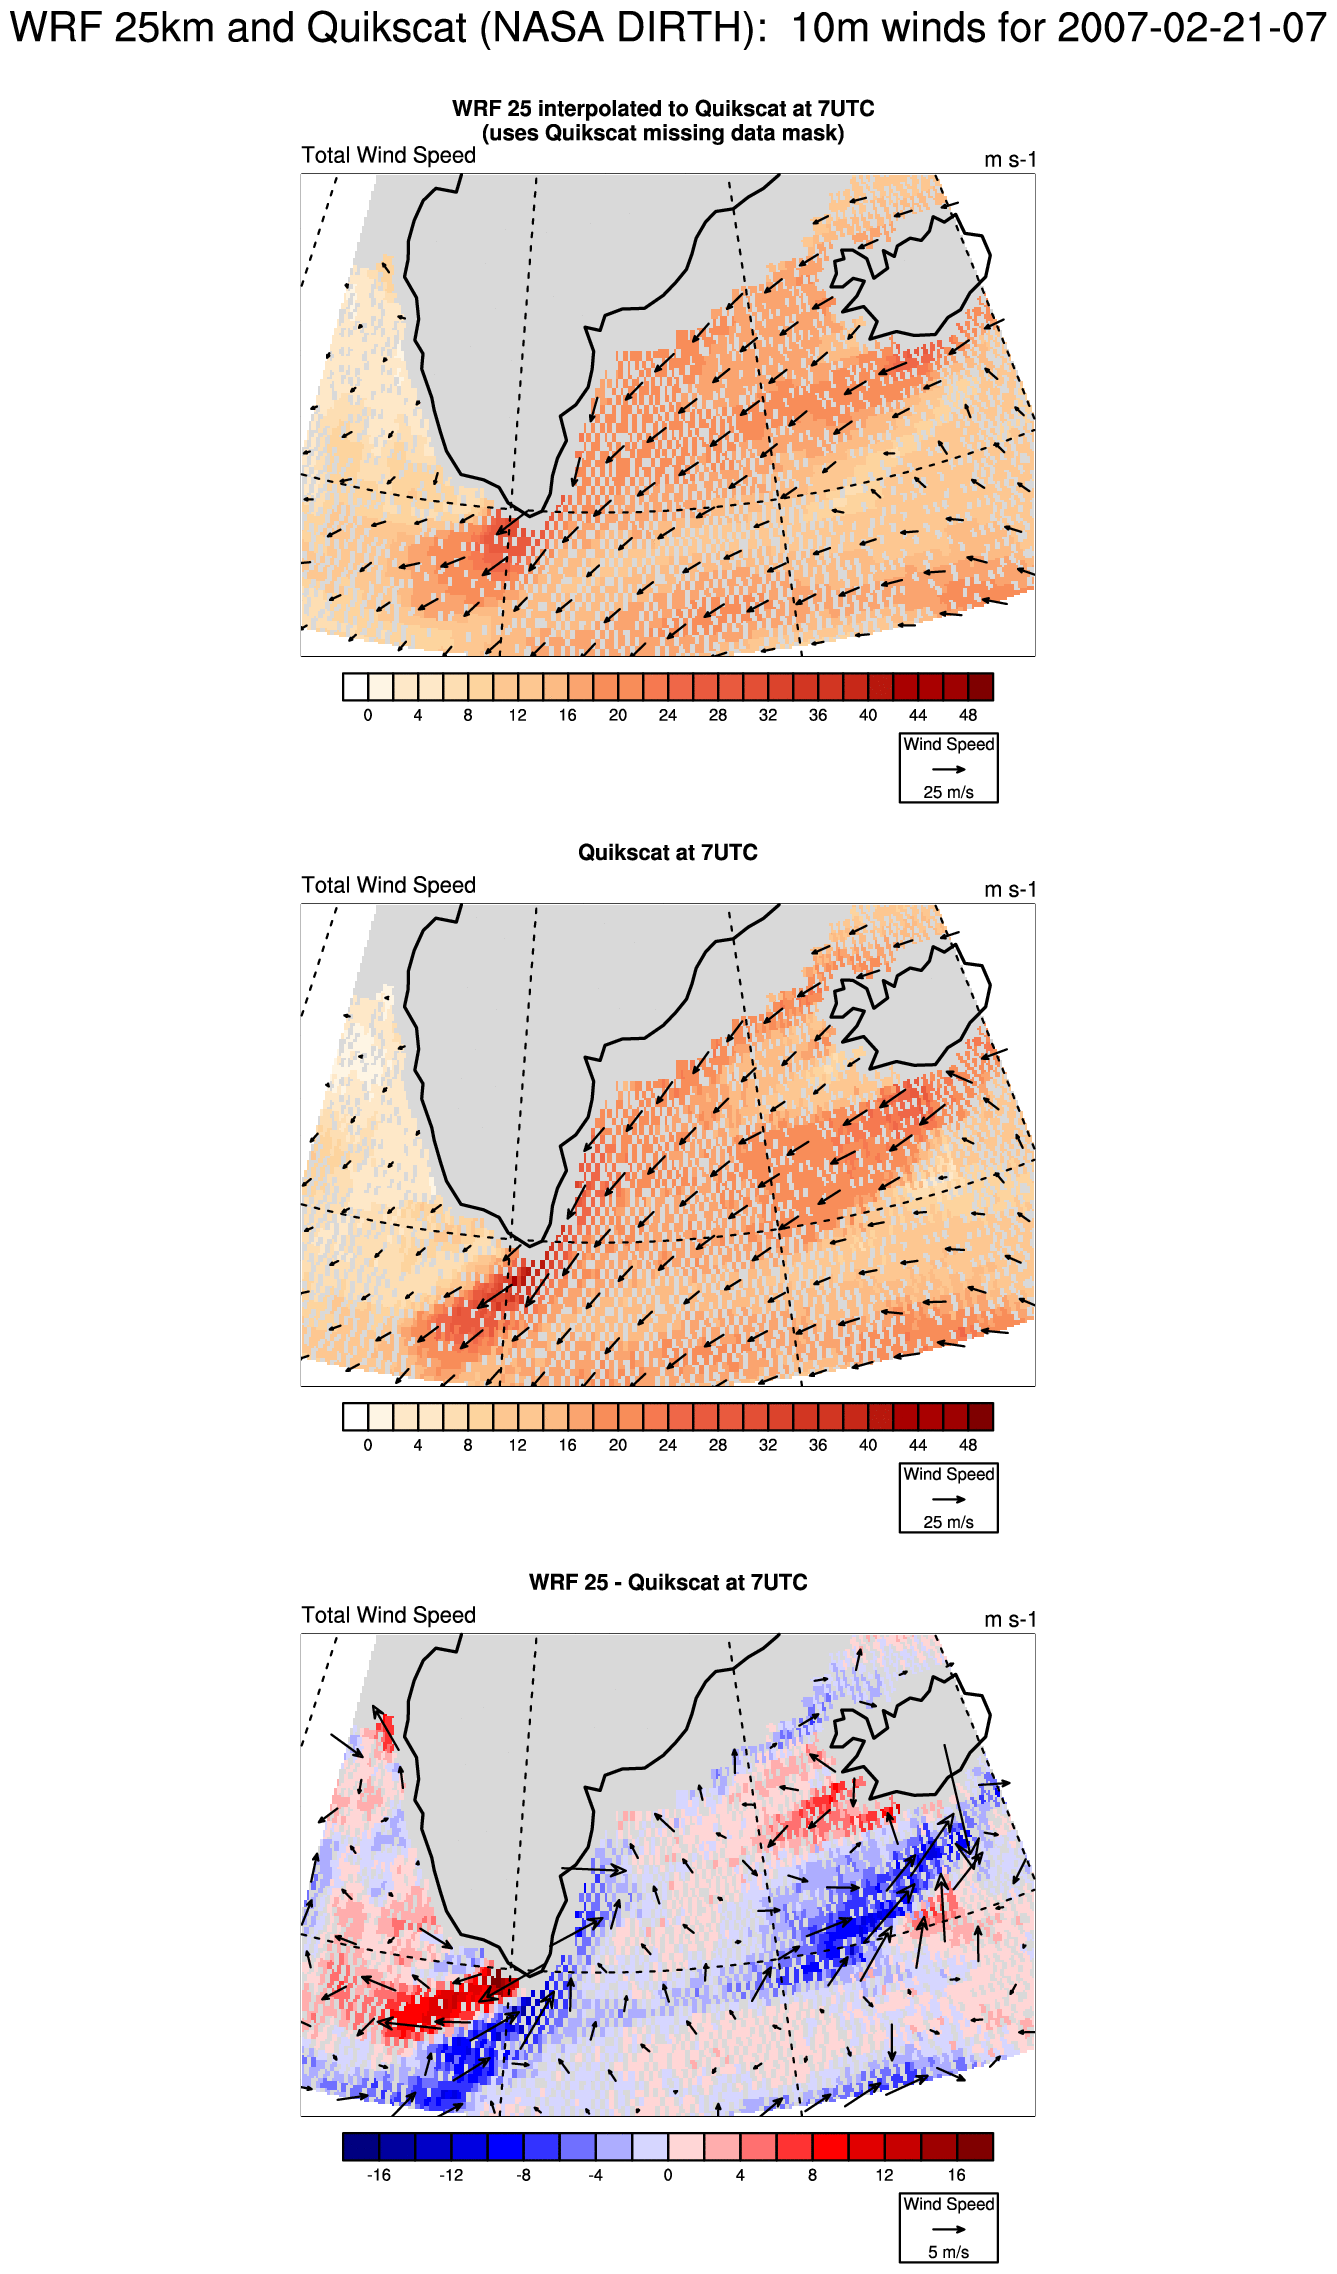 WRF 25km and Quikscat (NASA DIRTH): 10m winds for 2007-02-21-07
WRF 25 interpolated to Quikscat at 7UTC
(uses Quikscat missing data mask)
Total Wind Speed
m s-1
0 4 8 12 16 20 24 28 32 36 40 44 48
Wind Speed
25 m/s
Quikscat at 7UTC
Total Wind Speed
m s-1
0 4 8 12 16 20 24 28 32 36 40 44 48
Wind Speed
25 m/s
WRF 25 - Quikscat at 7UTC
Total Wind Speed
m s-1
-16 -12 -8 -4 0 4 8 12 16
Wind Speed
5 m/s